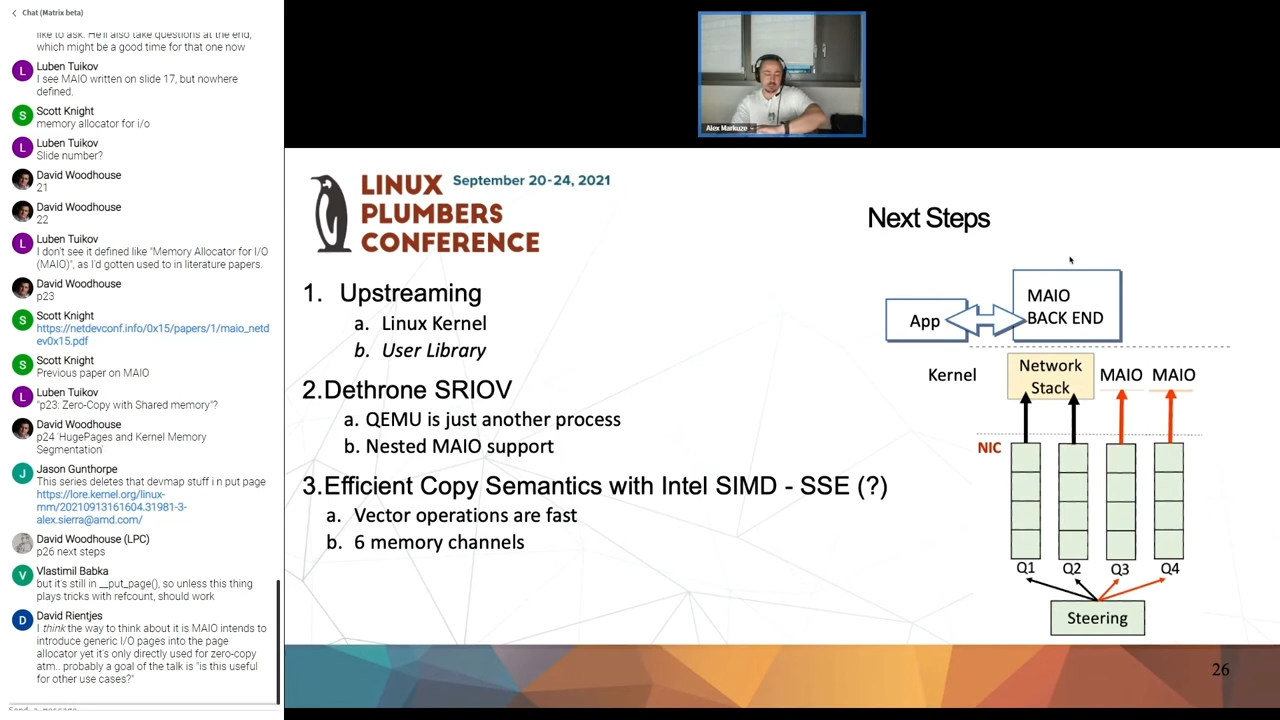 Chat (Matrix beta)
like to ask. He'll also take questions at the end,
which might be a good time for that one now
L
Luben Tuikov
I see MAIO written on slide 17, but nowhere
defined.
S
Scott Knight
memory allocator for i/o
L
Luben Tuikov
Slide number?
David Woodhouse
21
David Woodhouse
22
L
Luben Tuikov
I don't see it defined like "Memory Allocator for I/O
(MAIO)", as I'd gotten used to in literature papers.
David Woodhouse
p23
S
Scott Knight
https://netdevconf.info/0x15/papers/1/maio_netd
ev0x15.pdf
S
Scott Knight
Previous paper on MAIO
L
Luben Tuikov
"p23: Zero-Copy with Shared memory"?
David Woodhouse
p24 'HugePages and Kernel Memory
Segmentation'
J
Jason Gunthorpe
This series deletes that devmap stuff i n put page
https://lore.kernel.org/linux-
mm/20210913161604.31981-3-
alex.sierra@amd.com/
David Woodhouse (LPC)
p26 next steps
V
Vlastimil Babka
but it's still in __put_page(), so unless this thing
plays tricks with refcount, should work
D
David Rientjes
I think the way to think about it is MAIO intends to
introduce generic I/O pages into the page
allocator yet it's only directly used for zero-copy
atm.. probably a goal of the talk is "is this useful
for other use cases?"
Send a message
Alex Markuze
LINUX
PLUMBERS
CONFERENCE
September 20-24, 2021
Next Steps
1. Upstreaming
a. Linux Kernel
b. User Library
2.Dethrone SRIOV
a. QEMU is just another process
b. Nested MAIO support
3.Efficient Copy Semantics with Intel SIMD - SSE (?)
a. Vector operations are fast
b. 6 memory channels
App
MAIO
BACK END
Kernel
Network
Stack
MAIO
MAIO
NIC
Q1
Q2
Q3
Q4
Steering
26